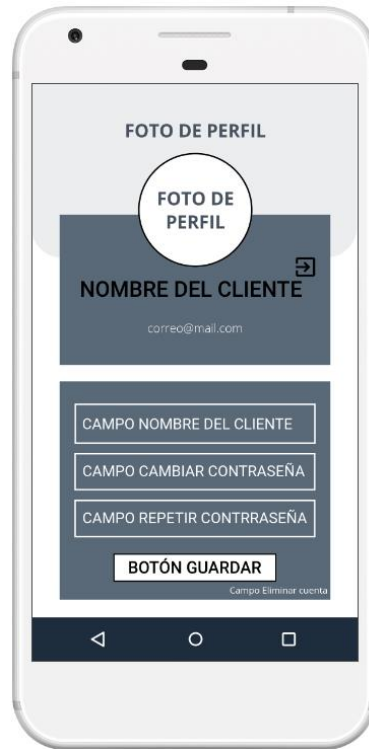 FOTO DE PERFIL
FOTO DE
PERFIL
NOMBRE DEL CLIENTE
correo@mail.com
CAMPO NOMBRE DEL CLIENTE
CAMPO CAMBIAR CONTRASEÑA
CAMPO REPETIR CONTRRASEÑA
BOTÓN GUARDAR
Campo Eliminar cuenta